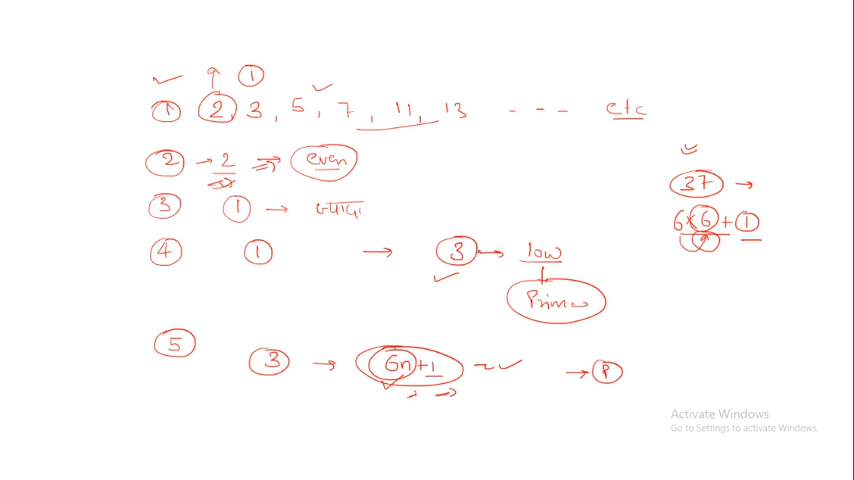 1
1 2, 3, 5, 7, 11, 13 - - - etc
2 → 2 ⇒ even
37 →
3 1 →
6×6+1
4 1 → 3 → low
Prime
5 3 → 6n+1 → P
Activate Windows
Go to Settings to activate Windows.